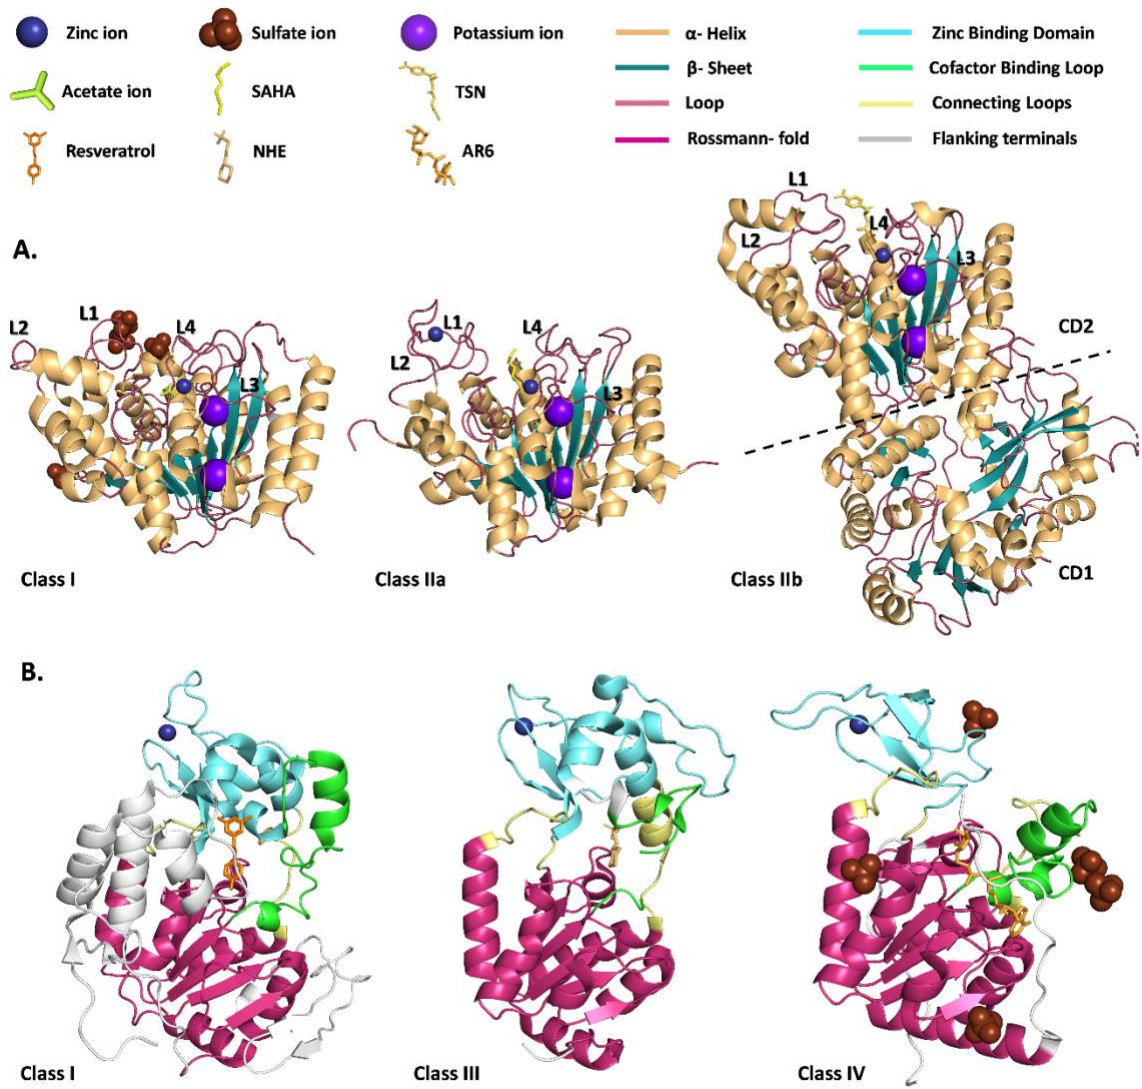 Zinc ion Sulfate ion Potassium ion α- Helix Zinc Binding Domain
Acetate ion SAHA TSN β- Sheet Cofactor Binding Loop
Loop Connecting Loops
Resveratrol NHE AR6 Rossmann- fold Flanking terminals
A.
L2 L1 L4 L3
L2 L1 L4 L3
L1 L2 L4 L3
CD2
CD1
Class I Class IIa Class IIb
B.
Class I Class III Class IV